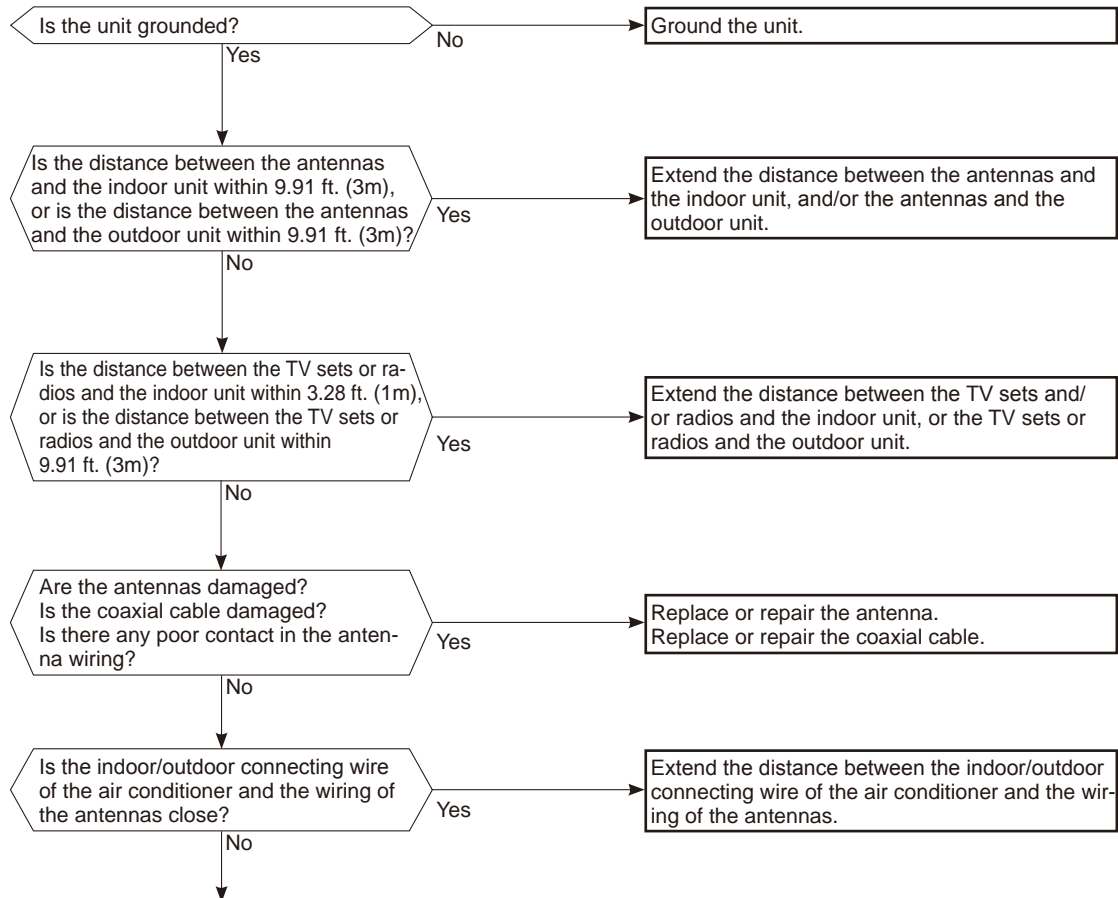 Is the unit grounded?
No
Ground the unit.
Yes
Is the distance between the antennas
and the indoor unit within 9.91 ft. (3m),
or is the distance between the antennas
and the outdoor unit within 9.91 ft. (3m)?
Yes
Extend the distance between the antennas and
the indoor unit, and/or the antennas and the
outdoor unit.
No
Is the distance between the TV sets or ra-
dios and the indoor unit within 3.28 ft. (1m),
or is the distance between the TV sets or
radios and the outdoor unit within
9.91 ft. (3m)?
Yes
Extend the distance between the TV sets and/
or radios and the indoor unit, or the TV sets or
radios and the outdoor unit.
No
Are the antennas damaged?
Is the coaxial cable damaged?
Is there any poor contact in the anten-
na wiring?
Yes
Replace or repair the antenna.
Replace or repair the coaxial cable.
No
Is the indoor/outdoor connecting wire
of the air conditioner and the wiring of
the antennas close?
Yes
Extend the distance between the indoor/outdoor
connecting wire of the air conditioner and the wir-
ing of the antennas.
No